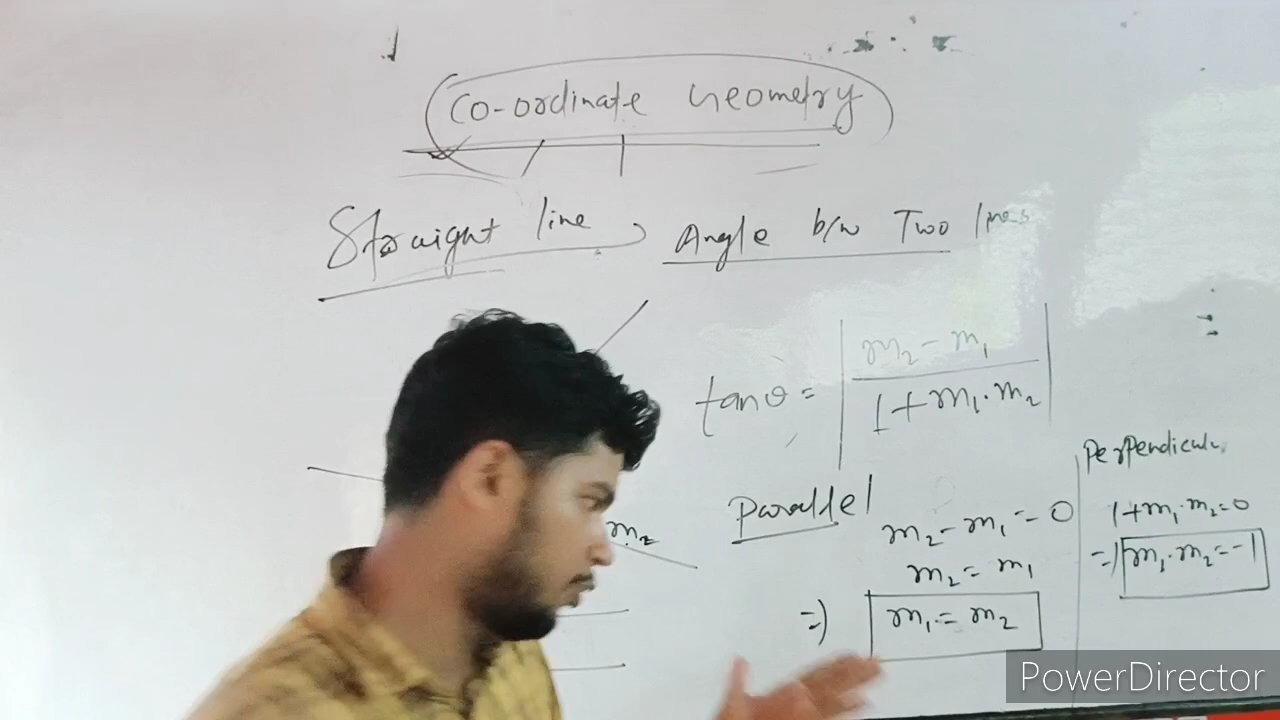 Co-ordinate Geometry
Straight line, Angle b/w Two lines
tanθ = | m₂ - m₁ / 1 + m₁.m₂ |
m₂
Parallel
m₂ - m₁ = 0
m₂ = m₁
=) m₁ = m₂
Perpendicul
1+m₁.m₂=0
=) m₁.m₂=-1
PowerDirector